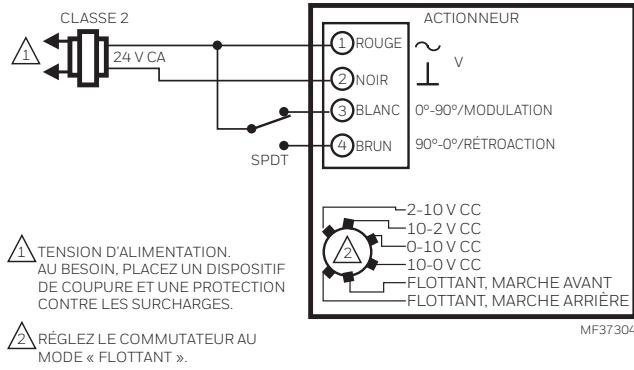 CLASSE 2
ACTIONNEUR
1
24 V CA
1 ROUGE
V
2 NOIR
3 BLANC 0°-90°/MODULATION
4 BRUN 90°-0°/RÉTROACTION
SPDT
2-10 V CC
10-2 V CC
0-10 V CC
10-0 V CC
FLOTTANT, MARCHE AVANT
FLOTTANT, MARCHE ARRIÈRE
2
1 TENSION D'ALIMENTATION.
AU BESOIN, PLACEZ UN DISPOSITIF
DE COUPURE ET UNE PROTECTION
CONTRE LES SURCHARGES.
2 RÉGLEZ LE COMMUTATEUR AU
MODE « FLOTTANT ».
MF37304